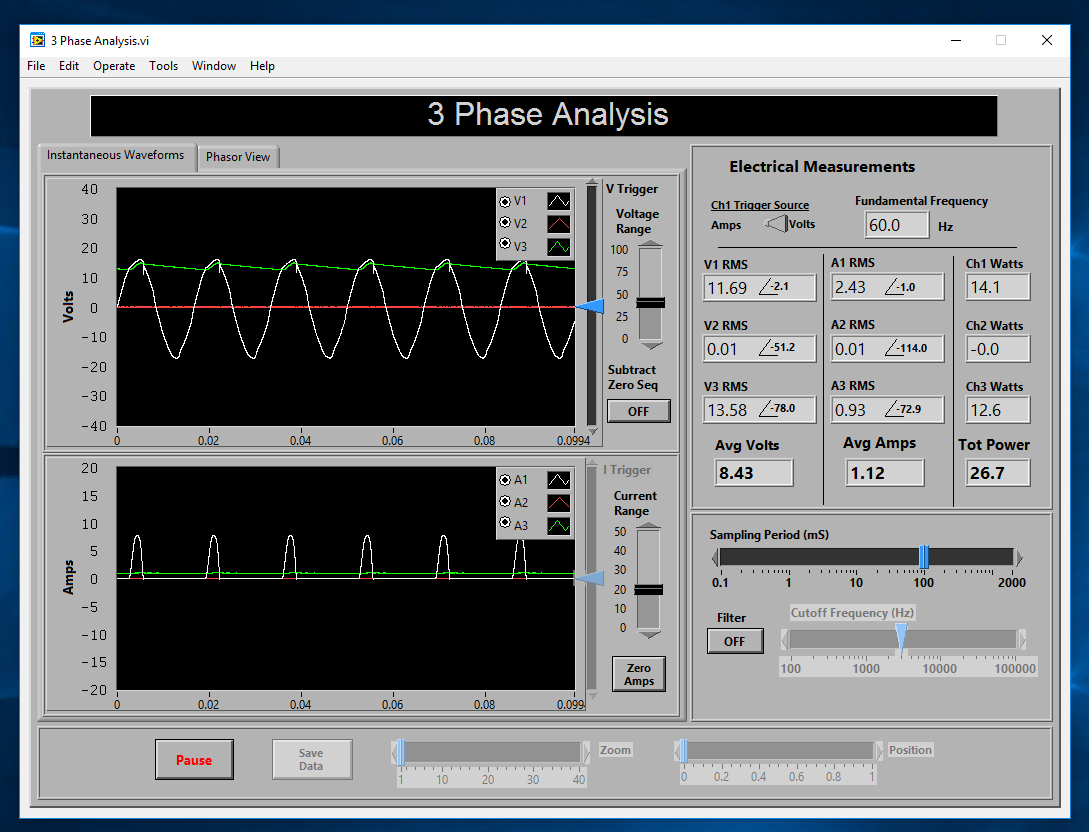 3 Phase Analysis.vi
File Edit Operate Tools Window Help
3 Phase Analysis
Instantaneous Waveforms
Phasor View
Volts
40
30
20
10
0
-10
-20
-30
-40
0 0.02 0.04 0.06 0.08 0.0994
V1
V2
V3
V Trigger
Voltage
Range
100
75
50
25
0
Subtract
Zero Seq
OFF
Amps
20
15
10
5
0
-5
-10
-15
-20
0 0.02 0.04 0.06 0.08 0.099
A1
A2
A3
I Trigger
Current
Range
50
40
30
20
10
0
Zero
Amps
Electrical Measurements
Ch1 Trigger Source
Amps Volts
Fundamental Frequency
60.0 Hz
V1 RMS A1 RMS Ch1 Watts
11.69 -2.1 2.43 -1.0 14.1
V2 RMS A2 RMS Ch2 Watts
0.01 -51.2 0.01 -114.0 -0.0
V3 RMS A3 RMS Ch3 Watts
13.58 -78.0 0.93 -72.9 12.6
Avg Volts Avg Amps Tot Power
8.43 1.12 26.7
Sampling Period (mS)
0.1 1 10 100 2000
Filter
OFF
Cutoff Frequency (Hz)
100 1000 10000 100000
Pause
Save
Data
Zoom
1 10 20 30 40
Position
0 0.2 0.4 0.6 0.8 1